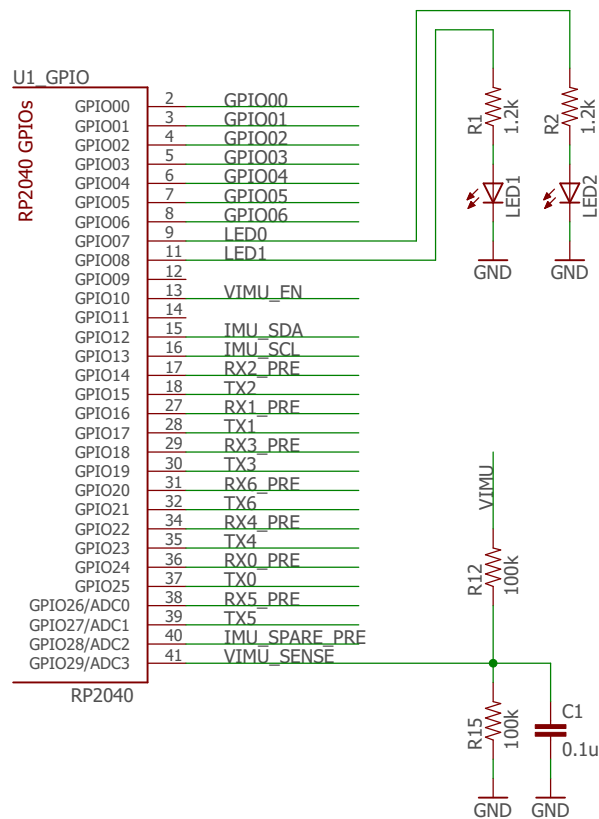 U1_GPIO
RP2040 GPIOs
GPIO00 2 GPIO00
GPIO01 3 GPIO01
GPIO02 4 GPIO02
GPIO03 5 GPIO03
GPIO04 6 GPIO04
GPIO05 7 GPIO05
GPIO06 8 GPIO06
GPIO07 9 LED0
GPIO08 11 LED1
GPIO09 12
GPIO10 13 VIMU_EN
GPIO11 14
GPIO12 15 IMU_SDA
GPIO13 16 IMU_SCL
GPIO14 17 RX2_PRE
GPIO15 18 TX2
GPIO16 27 RX1_PRE
GPIO17 28 TX1
GPIO18 29 RX3_PRE
GPIO19 30 TX3
GPIO20 31 RX6_PRE
GPIO21 32 TX6
GPIO22 34 RX4_PRE
GPIO23 35 TX4
GPIO24 36 RX0_PRE
GPIO25 37 TX0
GPIO26/ADC0 38 RX5_PRE
GPIO27/ADC1 39 TX5
GPIO28/ADC2 40 IMU_SPARE_PRE
GPIO29/ADC3 41 VIMU_SENSE
RP2040
R1
1.2k
R2
1.2k
LED1
LED2
GND
GND
VIMU
R12
100k
R15
100k
C1
0.1u
GND
GND